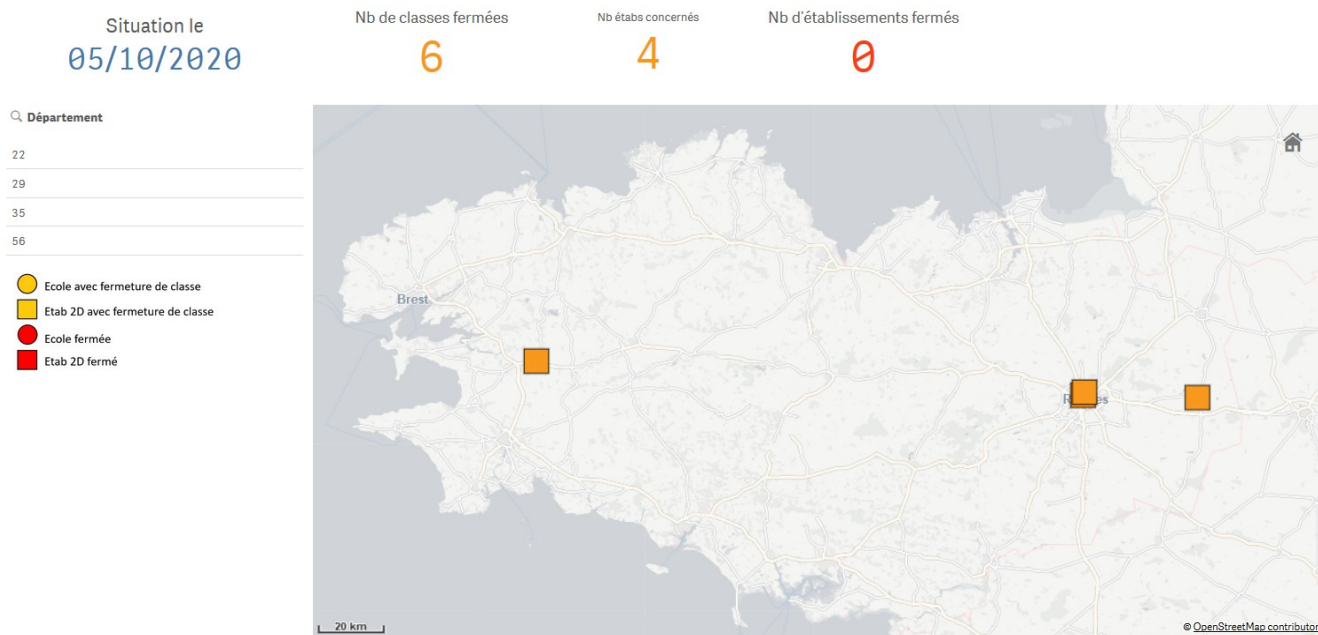 Situation le
05/10/2020
Nb de classes fermées
6
Nb étabs concernés
4
Nb d'établissements fermés
0
Département
22
29
35
56
Ecole avec fermeture de classe
Etab 2D avec fermeture de classe
Ecole fermée
Etab 2D fermé
Brest
20 km
© OpenStreetMap contributor